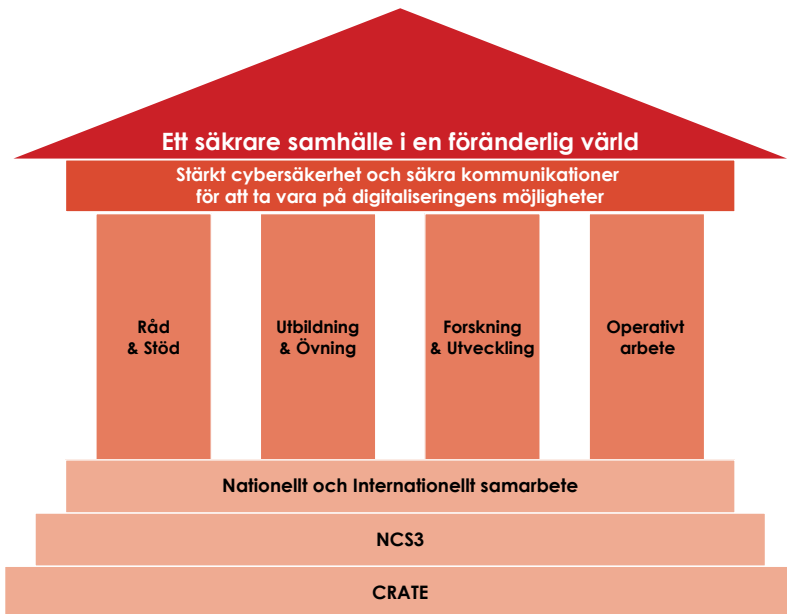 Ett säkrare samhälle i en föränderlig värld
Stärkt cybersäkerhet och säkra kommunikationer
för att ta vara på digitaliseringens möjligheter
Råd
& Stöd
Utbildning
& Övning
Forskning
& Utveckling
Operativt
arbete
Nationellt och Internationellt samarbete
NCS3
CRATE